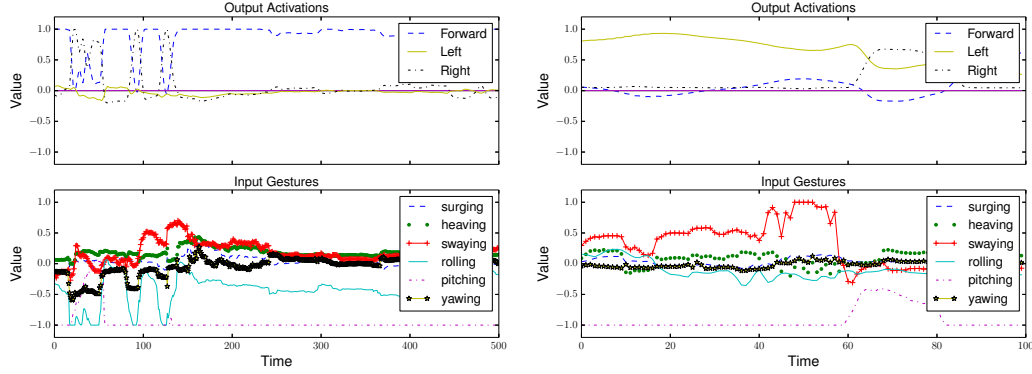 Output Activations
1.0
0.5
0.0
−0.5
−1.0
Value
Forward
Left
Right
Input Gestures
1.0
0.5
0.0
−0.5
−1.0
Value
surging
heaving
swaying
rolling
pitching
yawing
0 100 200 300 400 500
Time
Output Activations
1.0
0.5
0.0
−0.5
−1.0
Value
Forward
Left
Right
Input Gestures
1.0
0.5
0.0
−0.5
−1.0
Value
surging
heaving
swaying
rolling
pitching
yawing
0 20 40 60 80 100
Time